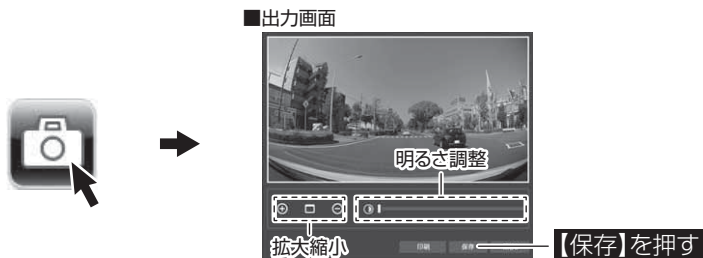 ■出力画面
明るさ調整
拡大縮小
印刷
保存
【保存】を押す